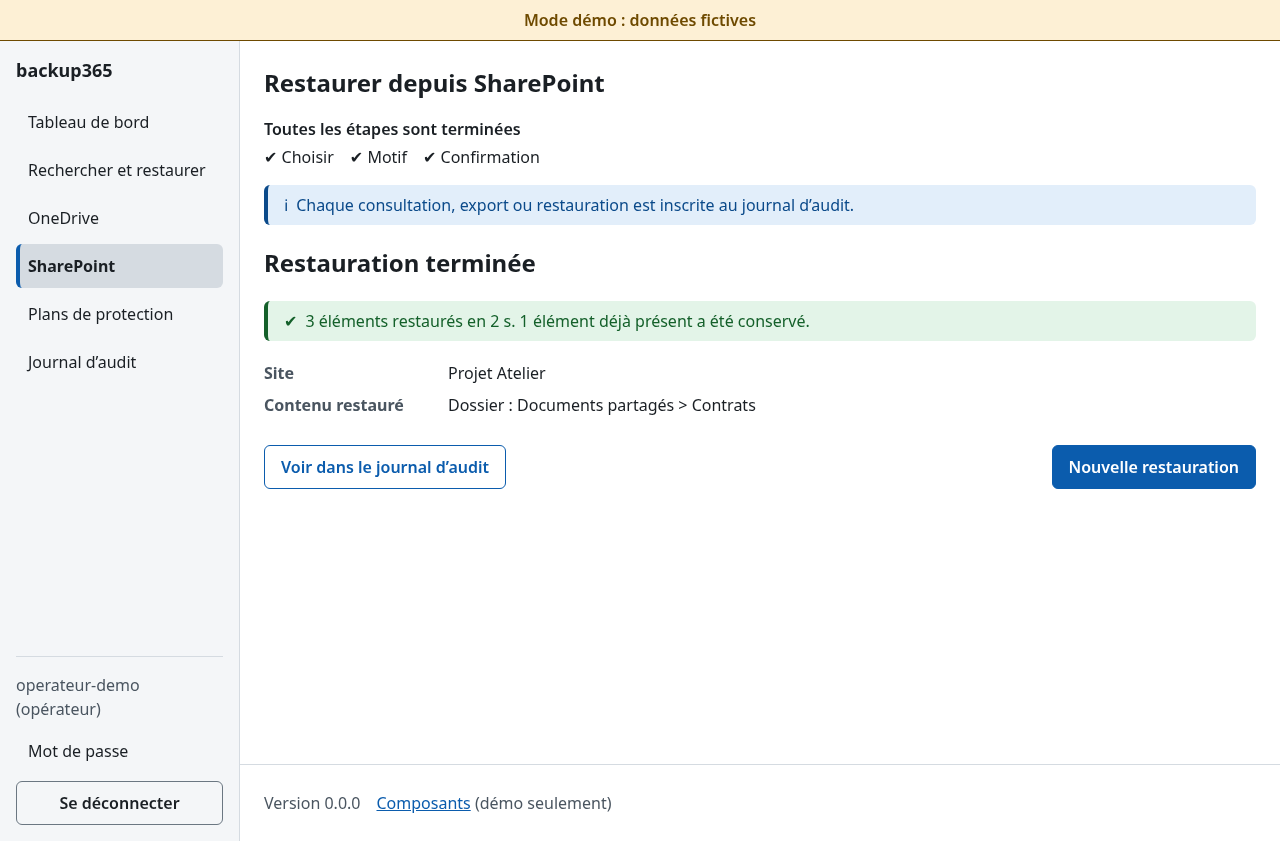 Mode démo : données fictives
backup365
Tableau de bord
Rechercher et restaurer
OneDrive
SharePoint
Plans de protection
Journal d’audit
operateur-demo
(opérateur)
Mot de passe
Se déconnecter
Restaurer depuis SharePoint
Toutes les étapes sont terminées
✔ Choisir ✔ Motif ✔ Confirmation
i Chaque consultation, export ou restauration est inscrite au journal d’audit.
Restauration terminée
✔ 3 éléments restaurés en 2 s. 1 élément déjà présent a été conservé.
Site Projet Atelier
Contenu restauré Dossier : Documents partagés > Contrats
Voir dans le journal d’audit Nouvelle restauration
Version 0.0.0 Composants (démo seulement)